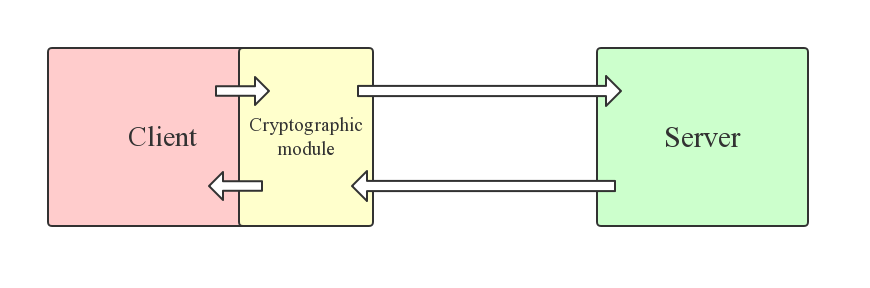 Client
Cryptographic
module
Server